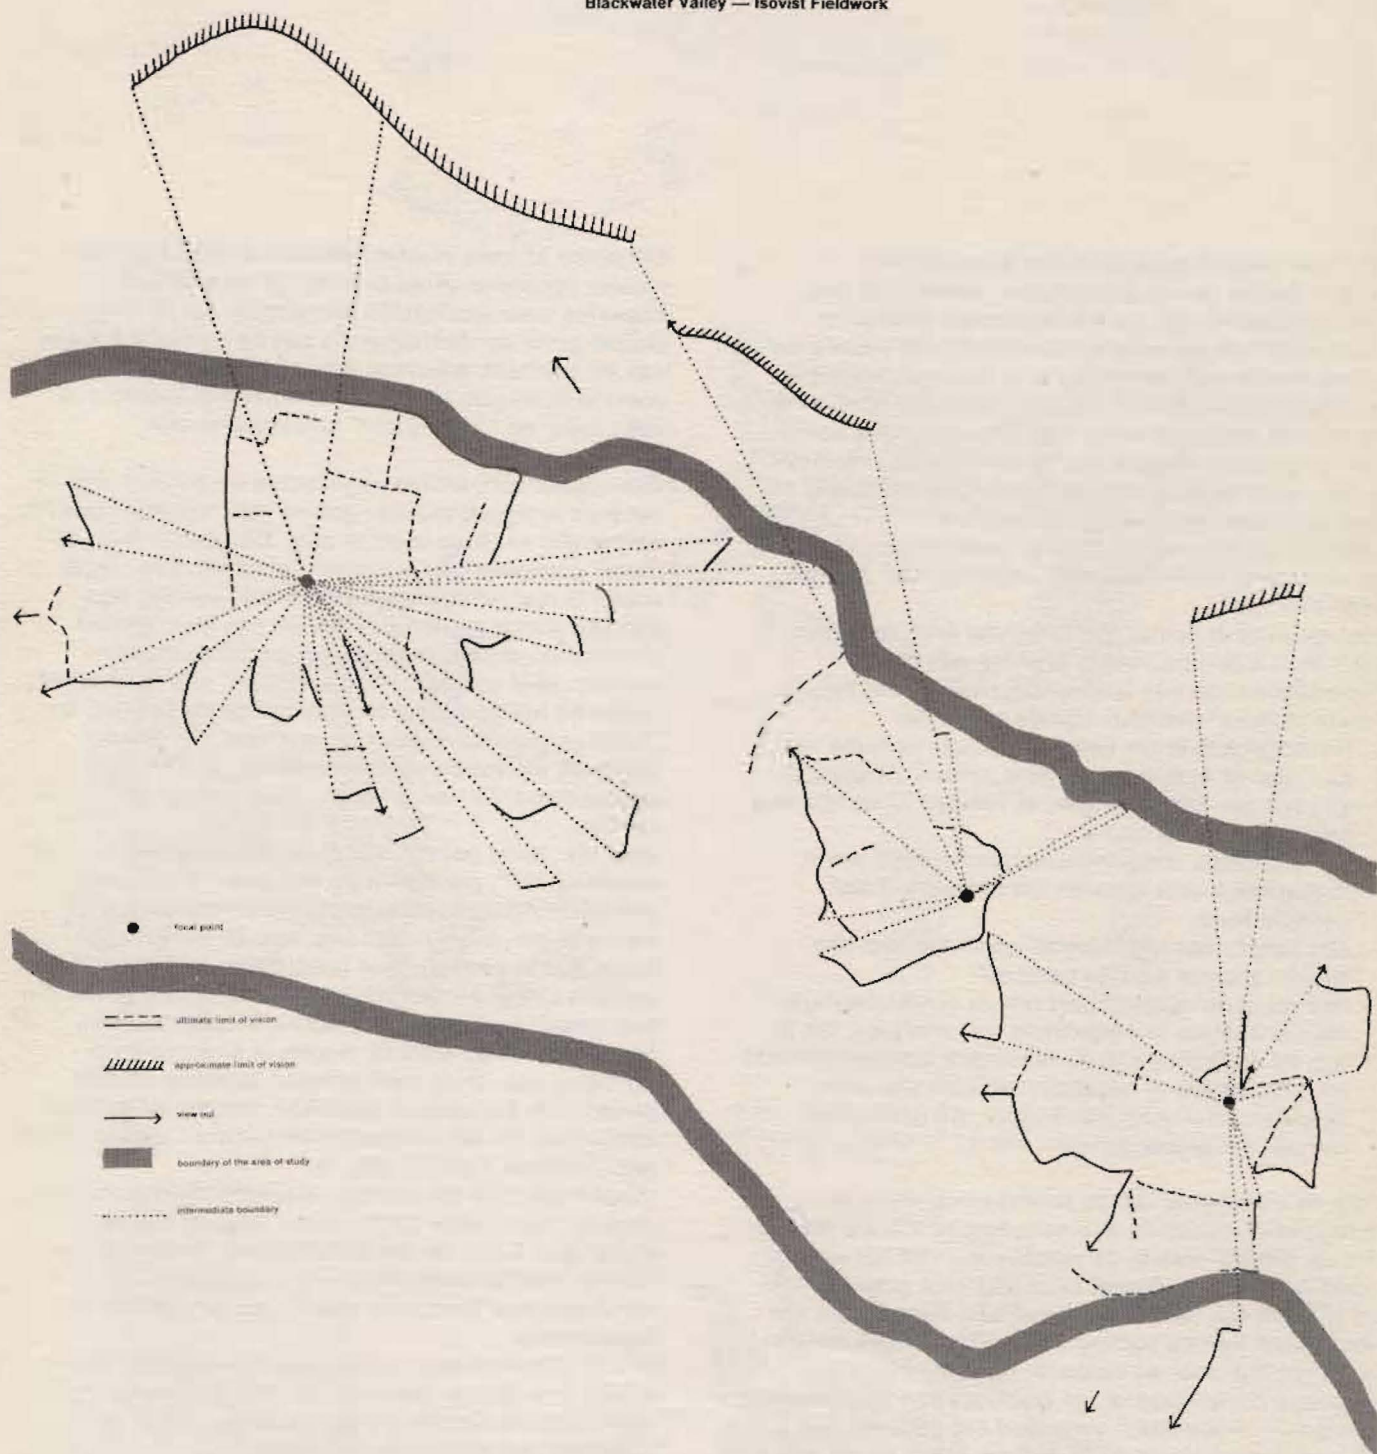 Blackwater Valley — Isovist Fieldwork
focal point
ultimate limit of vision
approximate limit of vision
view out
boundary of the area of study
intermediate boundary